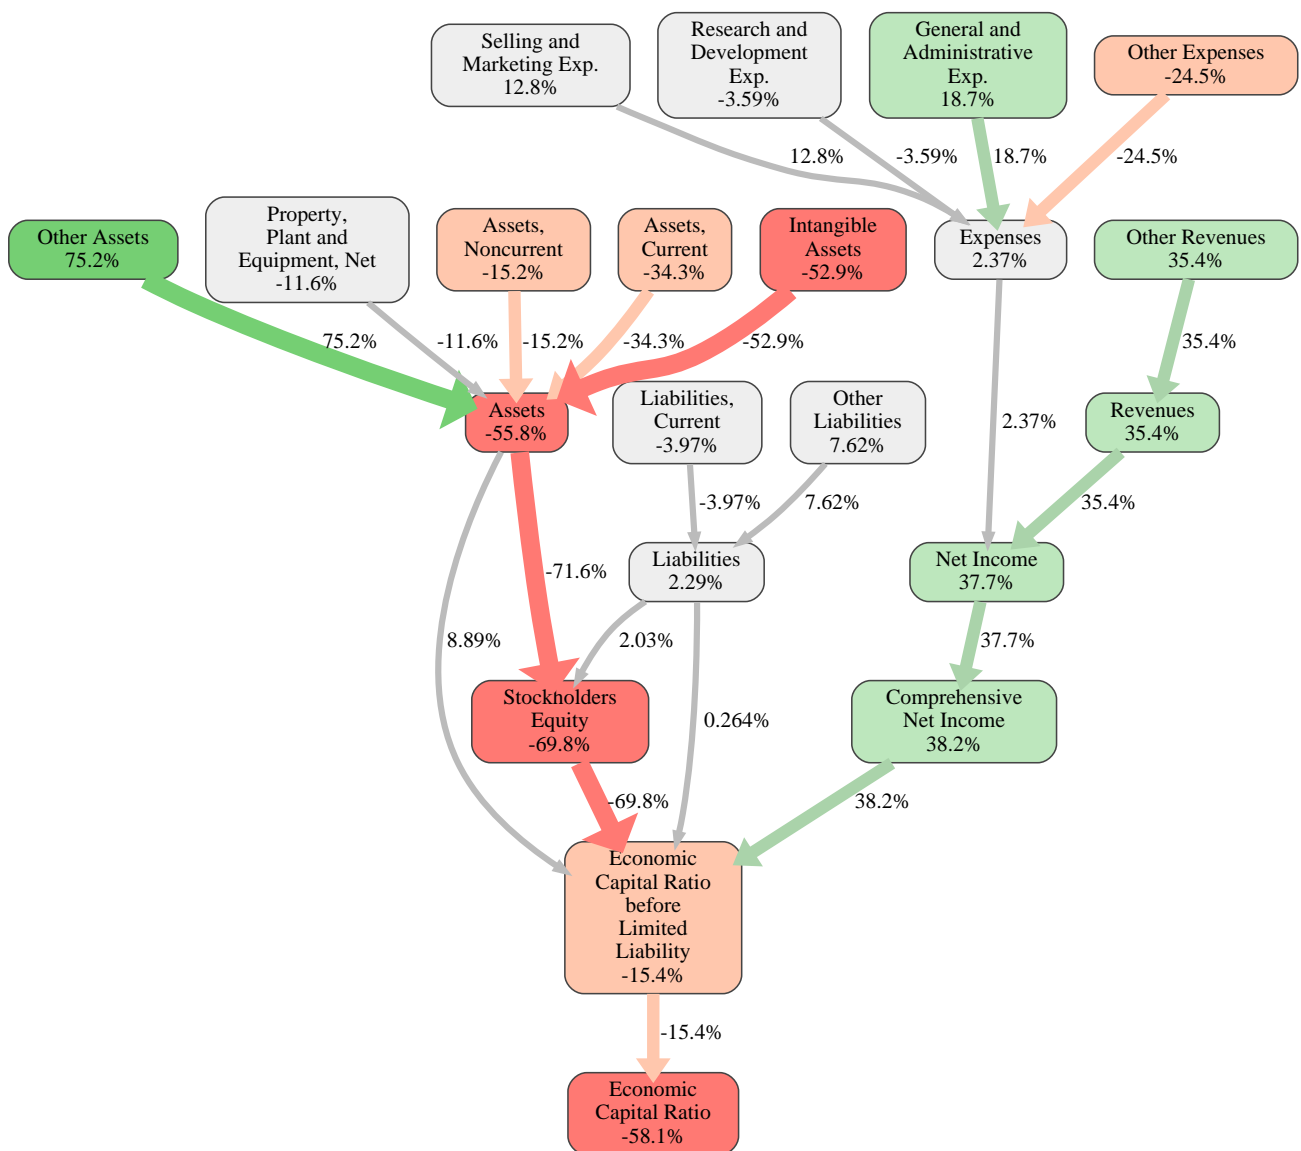 Selling and
Marketing Exp.
12.8%
Research and
Development
Exp.
-3.59%
General and
Administrative
Exp.
18.7%
Other Expenses
-24.5%
12.8%
-3.59%
18.7%
-24.5%
Other Assets
75.2%
Property,
Plant and
Equipment, Net
-11.6%
Assets,
Noncurrent
-15.2%
Assets,
Current
-34.3%
Intangible
Assets
-52.9%
Expenses
2.37%
Other Revenues
35.4%
75.2%
-11.6%
-15.2%
-34.3%
-52.9%
2.37%
35.4%
Assets
-55.8%
Liabilities,
Current
-3.97%
Other
Liabilities
7.62%
Revenues
35.4%
-3.97%
7.62%
35.4%
-71.6%
Liabilities
2.29%
Net Income
37.7%
8.89%
2.03%
0.264%
37.7%
Stockholders
Equity
-69.8%
Comprehensive
Net Income
38.2%
-69.8%
38.2%
Economic
Capital Ratio
before
Limited
Liability
-15.4%
-15.4%
Economic
Capital Ratio
-58.1%